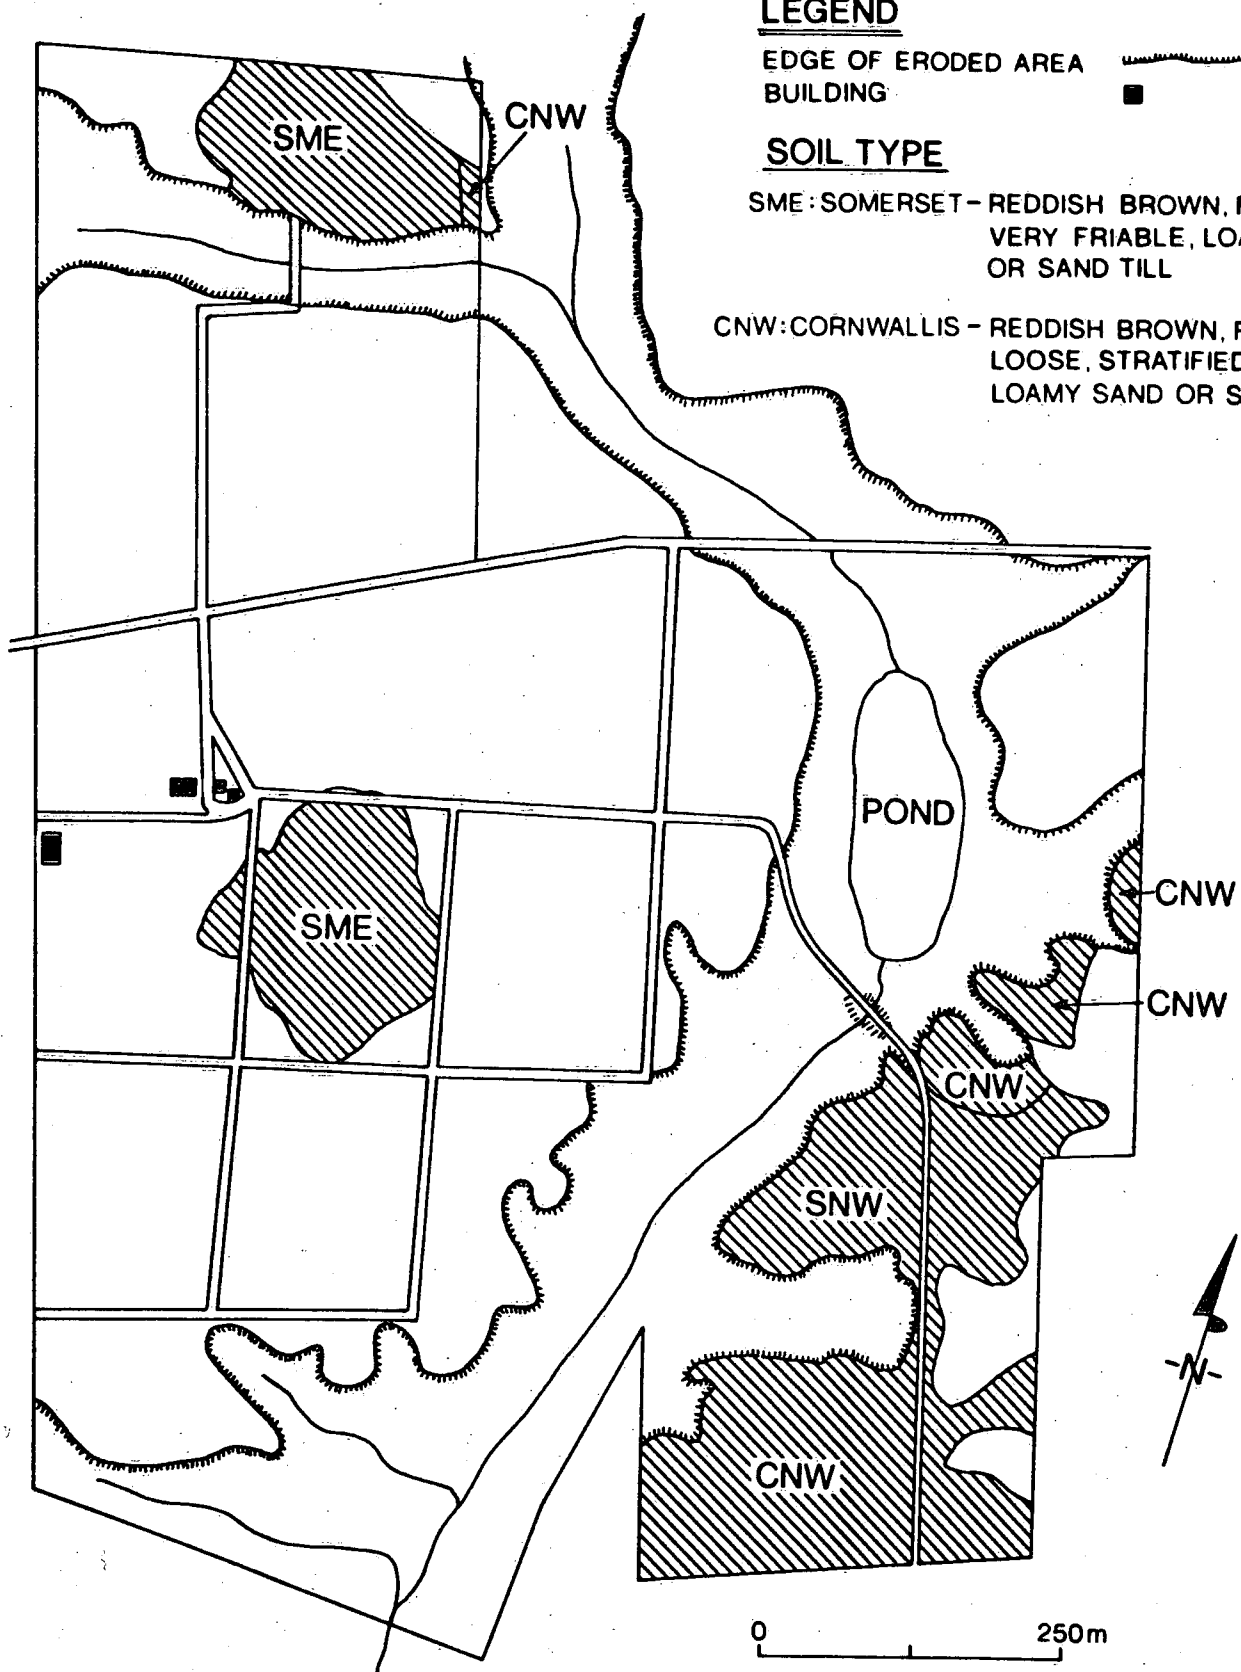 LEGEND
EDGE OF ERODED AREA
BUILDING
SOIL TYPE
SME: SOMERSET - REDDISH BROWN,
VERY FRIABLE,
OR SAND TILL
CNW: CORNWALLIS - REDDISH BROWN,
LOOSE, STRATIFIED
LOAMY SAND OR
SME
CNW
POND
SME
CNW
CNW
CNW
SNW
CNW
-N-
0 250m